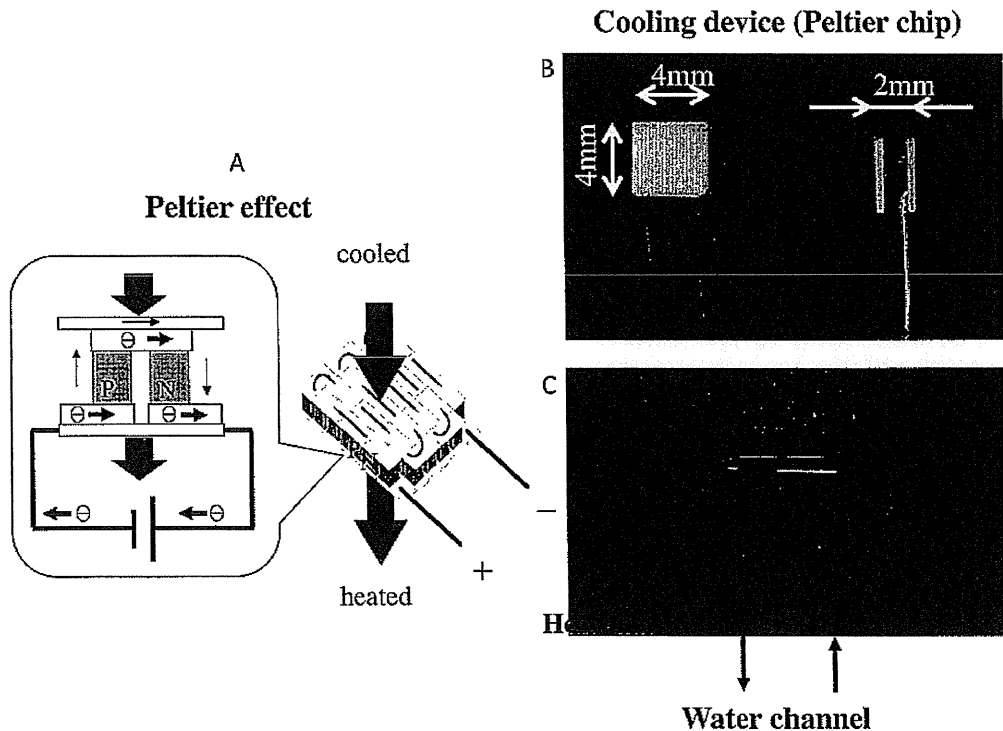 Cooling device (Peltier chip)
B
4mm
2mm
4mm
A
Peltier effect
cooled
P
N
⊖
⊖
⊖
⊖
⊖
C
−
+
heated
Water channel